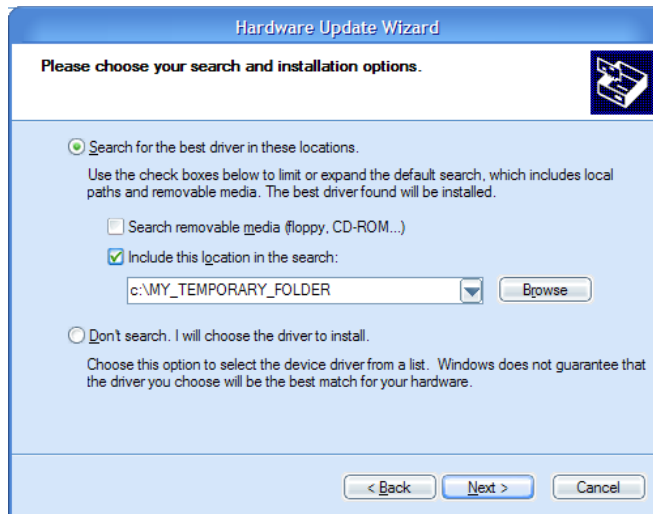 Hardware Update Wizard
Please choose your search and installation options.
Search for the best driver in these locations.
Use the check boxes below to limit or expand the default search, which includes local
paths and removable media. The best driver found will be installed.
Search removable media (floppy, CD-ROM...)
Include this location in the search:
c:\MY_TEMPORARY_FOLDER
Browse
Don't search. I will choose the driver to install.
Choose this option to select the device driver from a list.  Windows does not guarantee that
the driver you choose will be the best match for your hardware.
< Back Next > Cancel